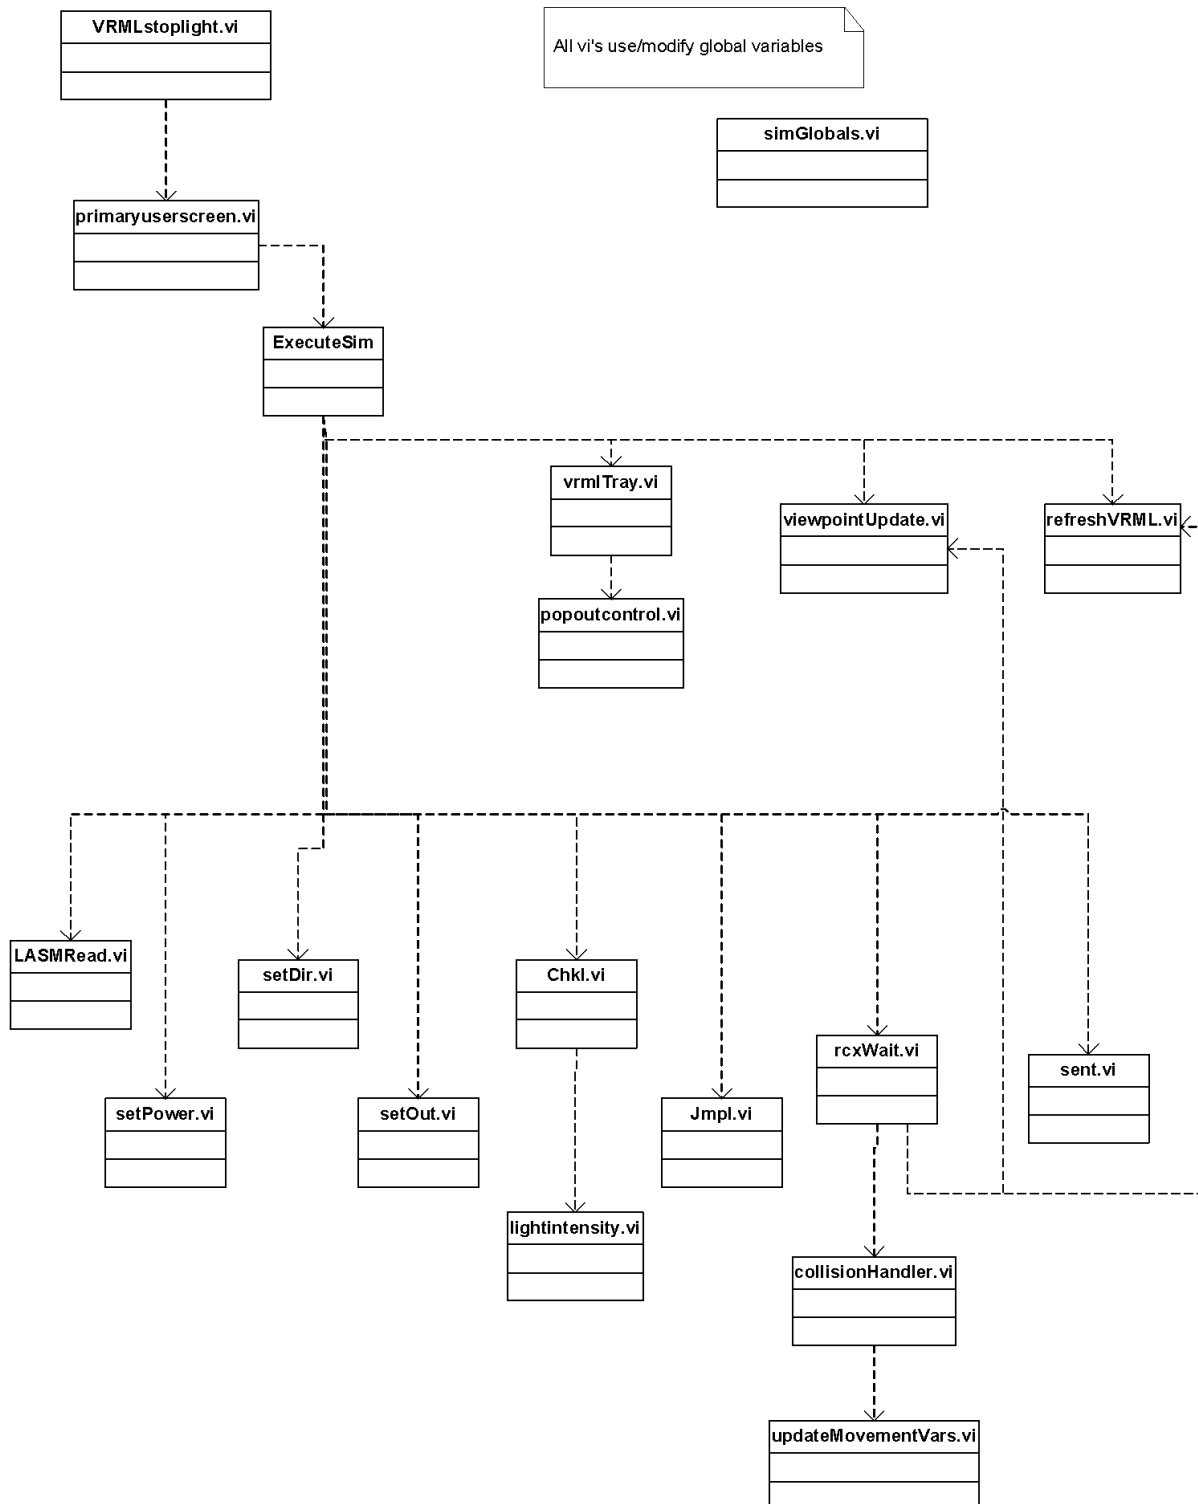 VRMLstoplight.vi
All vi's use/modify global variables
simGlobals.vi
primaryuserscreen.vi
ExecuteSim
vrmlTray.vi
viewpointUpdate.vi
refreshVRML.vi
popoutcontrol.vi
LASMRead.vi
setDir.vi
Chkl.vi
rcxWait.vi
sent.vi
setPower.vi
setOut.vi
Jmpl.vi
lightintensity.vi
collisionHandler.vi
updateMovementVars.vi